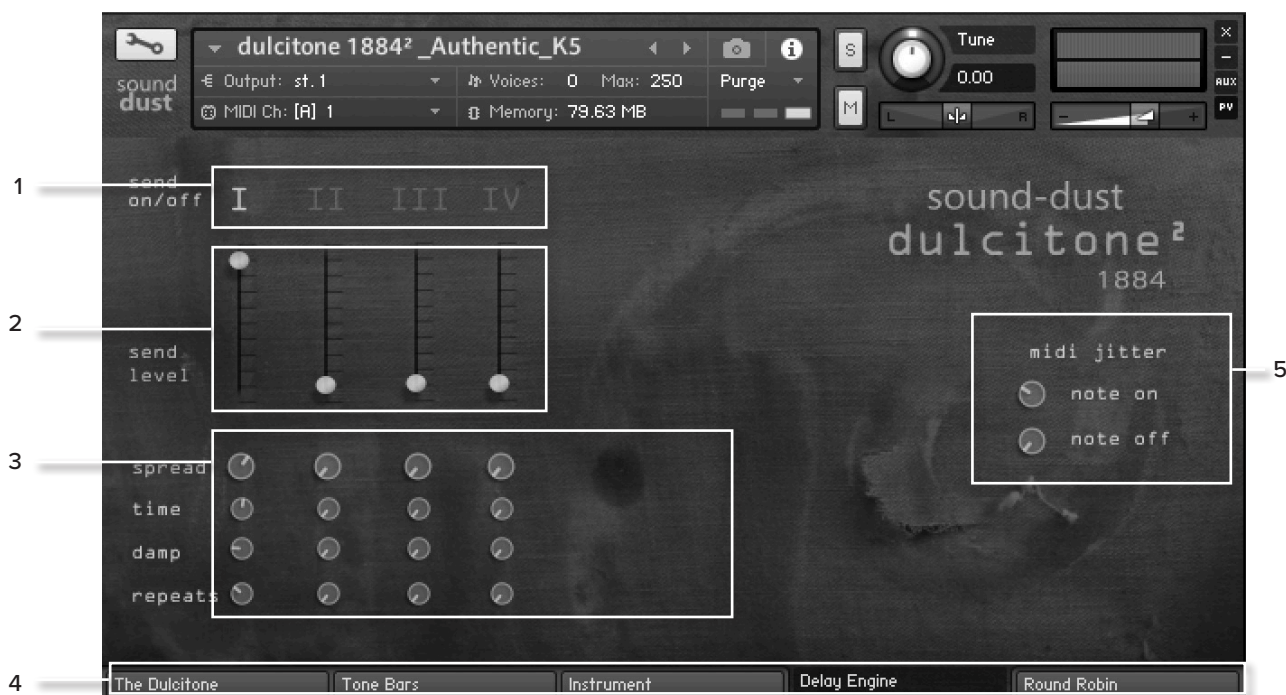 dulcitone 1884² _Authentic_K5
S
Tune
X
−
sound
dust
Output: st. 1
Voices: 0 Max: 250
Purge
0.00
AUX
MIDI Ch: [A] 1
Memory: 79.63 MB
M
L
R
−
+
PV
1
send
on/off
I
II
III
IV
sound-dust
dulcitone²
1884
2
send
level
midi jitter
note on
note off
5
3
spread
time
damp
repeats
4
The Dulcitone
Tone Bars
Instrument
Delay Engine
Round Robin